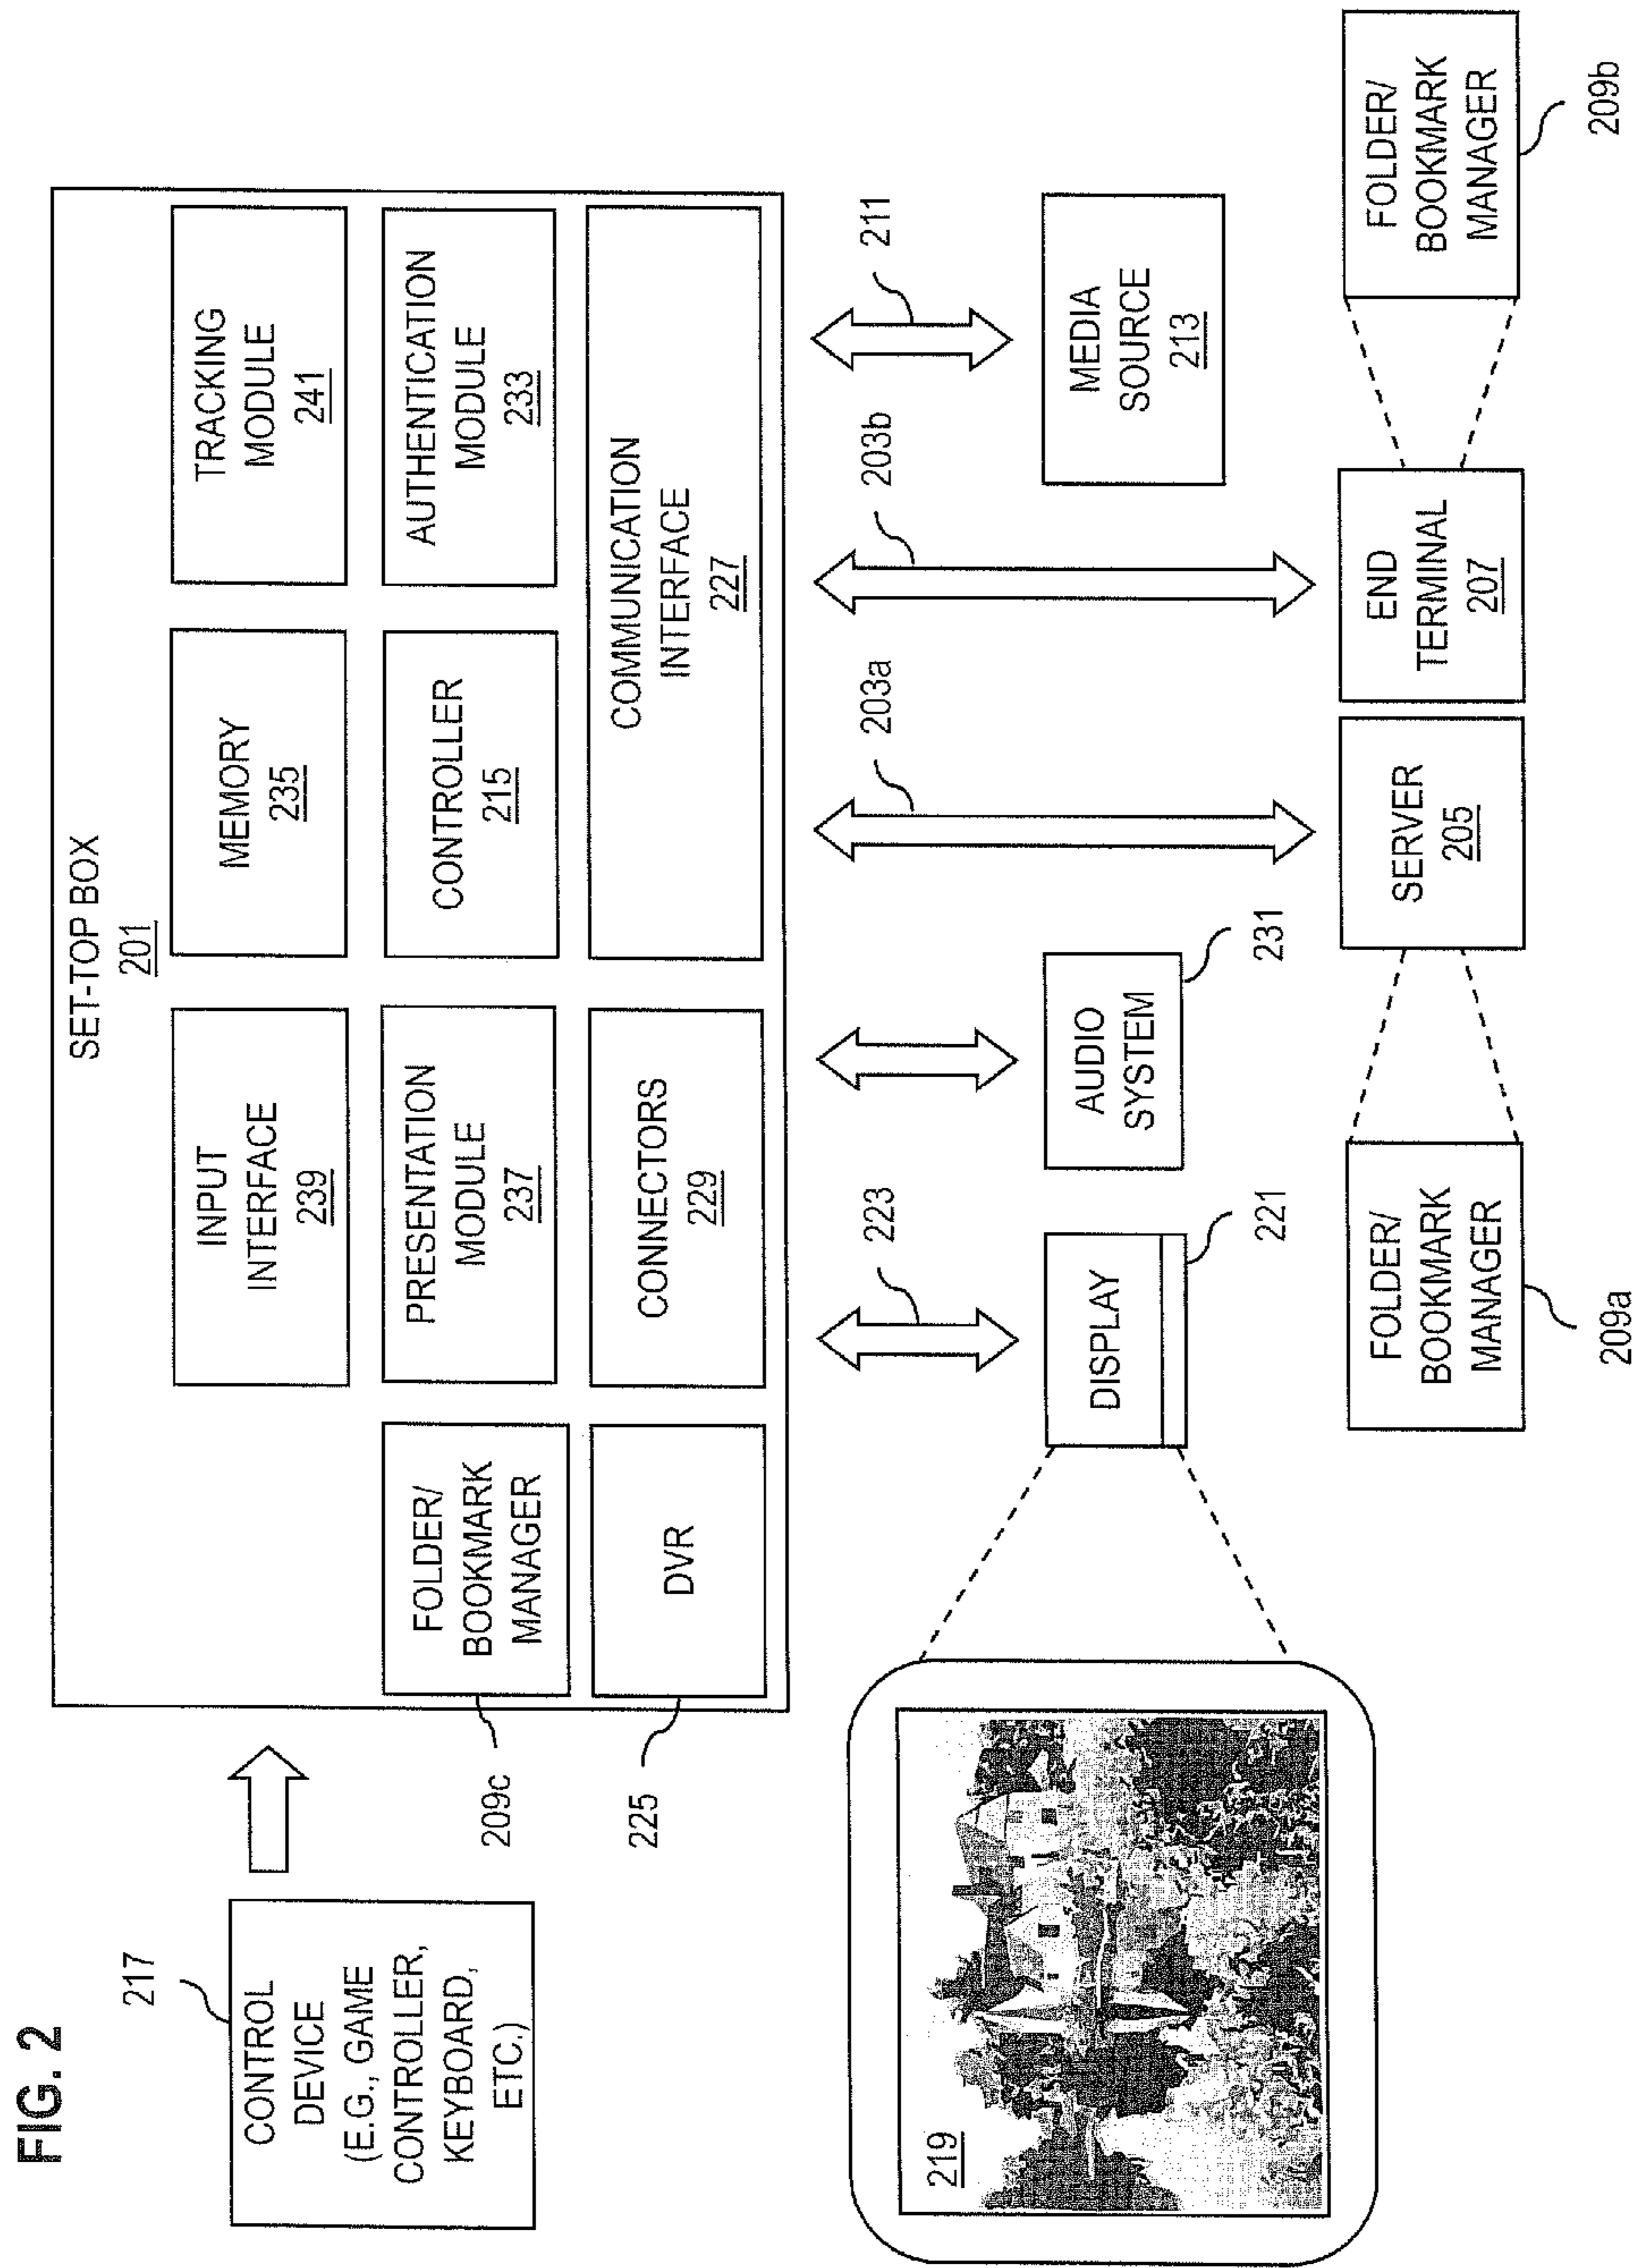 FIG. 2
217
CONTROL
DEVICE
(E.G., GAME
CONTROLLER,
KEYBOARD,
ETC.)
SET-TOP BOX
201
INPUT
INTERFACE
239
MEMORY
235
TRACKING
MODULE
241
FOLDER/
BOOKMARK
MANAGER
209c
PRESENTATION
MODULE
237
CONTROLLER
215
AUTHENTICATION
MODULE
233
DVR
225
CONNECTORS
229
COMMUNICATION
INTERFACE
227
223
203a
203b
211
219
DISPLAY
221
AUDIO
SYSTEM
231
MEDIA
SOURCE
213
FOLDER/
BOOKMARK
MANAGER
209a
SERVER
205
END
TERMINAL
207
FOLDER/
BOOKMARK
MANAGER
209b